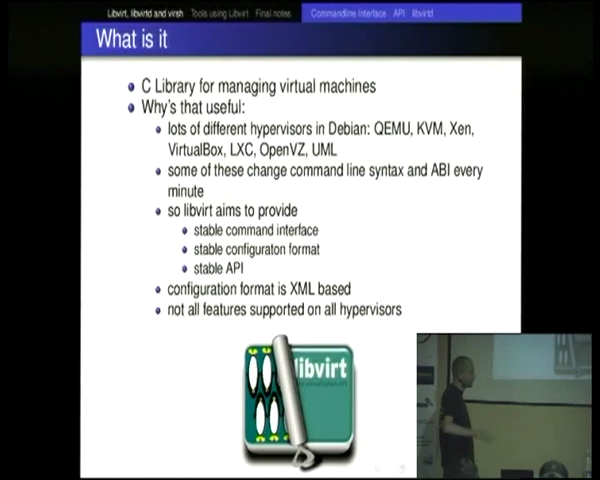 Libvirt, libvirtd and virsh Tools using Libvirt Final notes Commandline Interface API libvirtd
What is it
C Library for managing virtual machines
Why's that useful:
lots of different hypervisors in Debian: QEMU, KVM, Xen,
VirtualBox, LXC, OpenVZ, UML
some of these change command line syntax and ABI every
minute
so libvirt aims to provide
stable command interface
stable configuraton format
stable API
configuration format is XML based
not all features supported on all hypervisors
libvirt